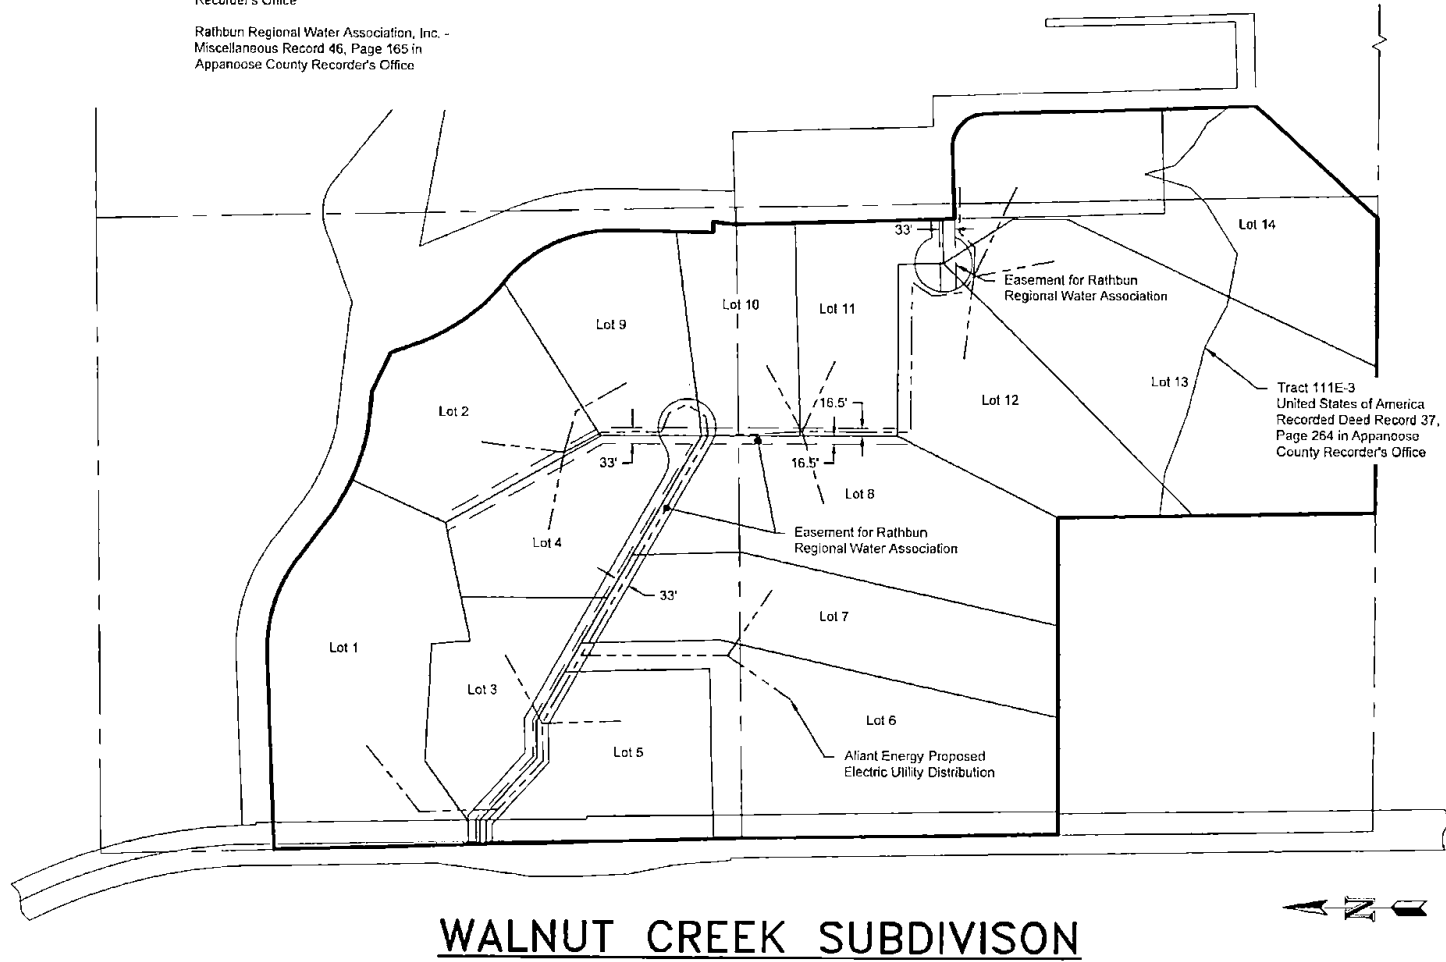 Recorder's Office
Rathbun Regional Water Association, Inc. -
Miscellaneous Record 46, Page 165 in
Appanoose County Recorder's Office
Lot 14
33'
Easement for Rathbun
Regional Water Association
Lot 10
Lot 11
Lot 9
Lot 13
Tract 111E-3
United States of America
Recorded Deed Record 37,
Page 264 in Appanoose
County Recorder's Office
Lot 2
16.5'
Lot 12
33'
16.5'
Lot 8
Easement for Rathbun
Regional Water Association
Lot 4
33'
Lot 7
Lot 1
Lot 3
Lot 6
Lot 5
Aliant Energy Proposed
Electric Utility Distribution
N
WALNUT CREEK SUBDIVISON